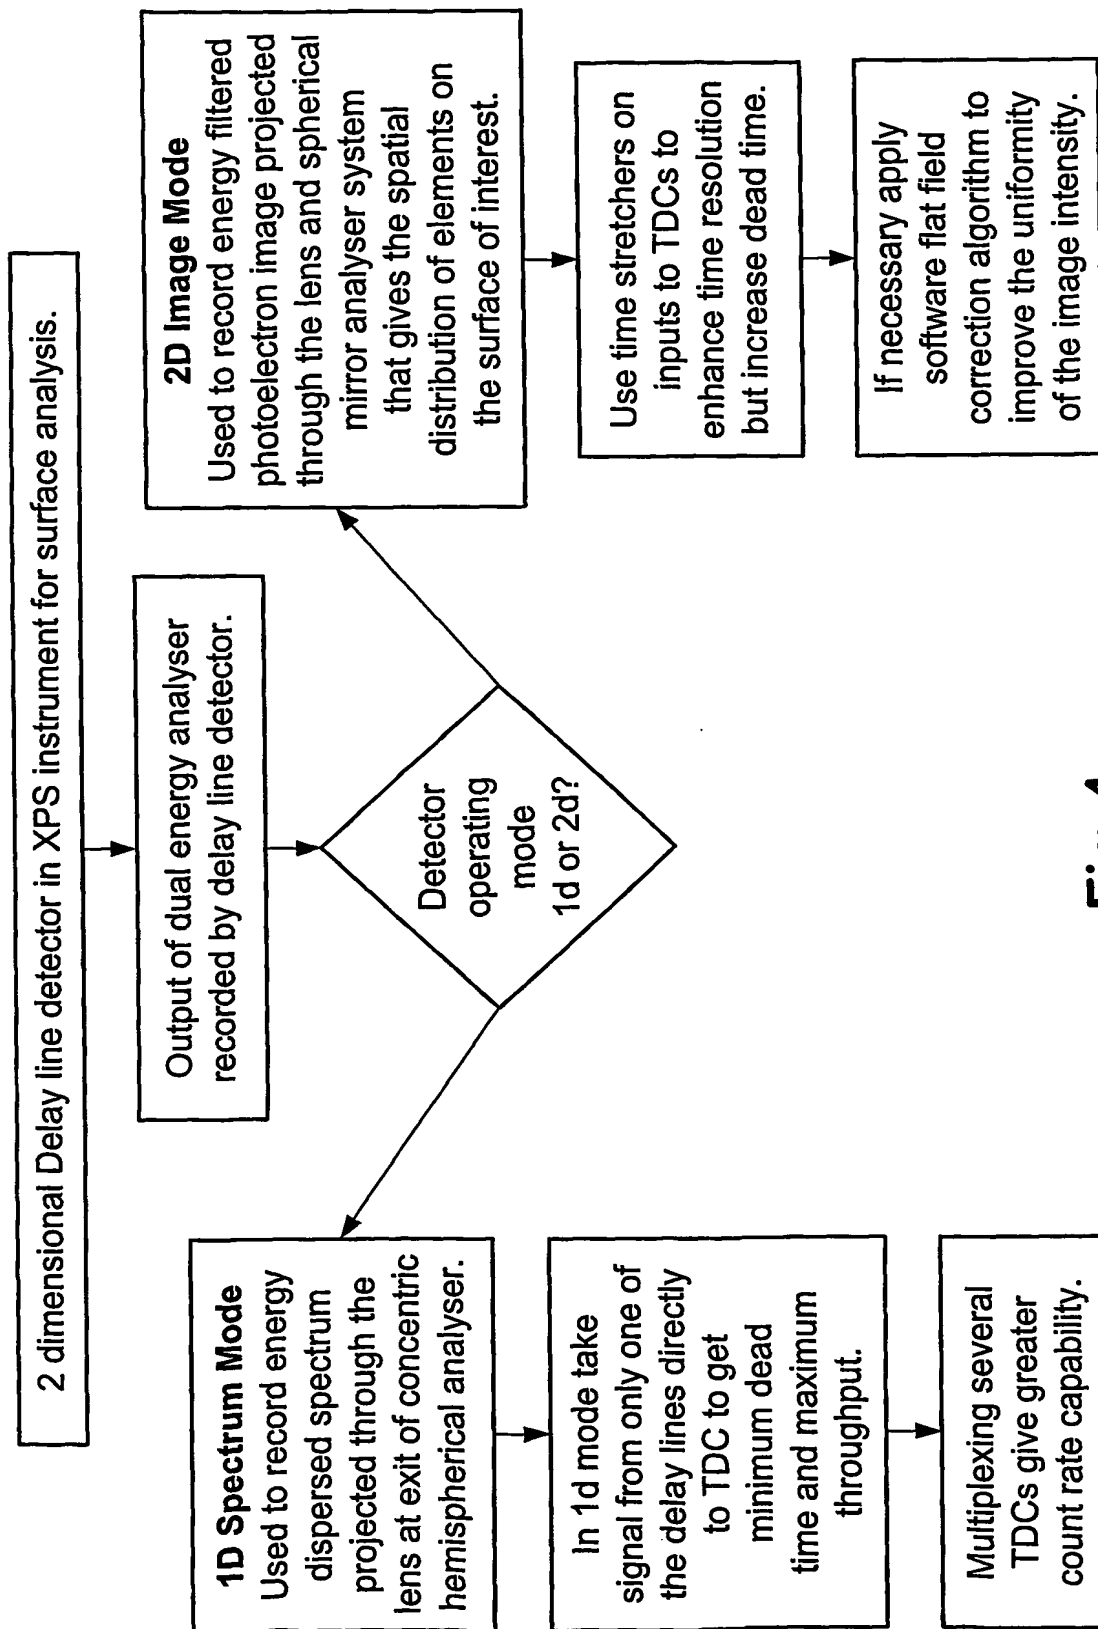 2 dimensional Delay line detector in XPS instrument for surface analysis.
Output of dual energy analyser
recorded by delay line detector.
Detector
operating
mode
1d or 2d?
1D Spectrum Mode
Used to record energy
dispersed spectrum
projected through the
lens at exit of concentric
hemispherical analyser.
In 1d mode take
signal from only one of
the delay lines directly
to TDC to get
minimum dead
time and maximum
throughput.
Multiplexing several
TDCs give greater
count rate capability.
2D Image Mode
Used to record energy filtered
photoelectron image projected
through the lens and spherical
mirror analyser system
that gives the spatial
distribution of elements on
the surface of interest.
Use time stretchers on
inputs to TDCs to
enhance time resolution
but increase dead time.
If necessary apply
software flat field
correction algorithm to
improve the uniformity
of the image intensity.